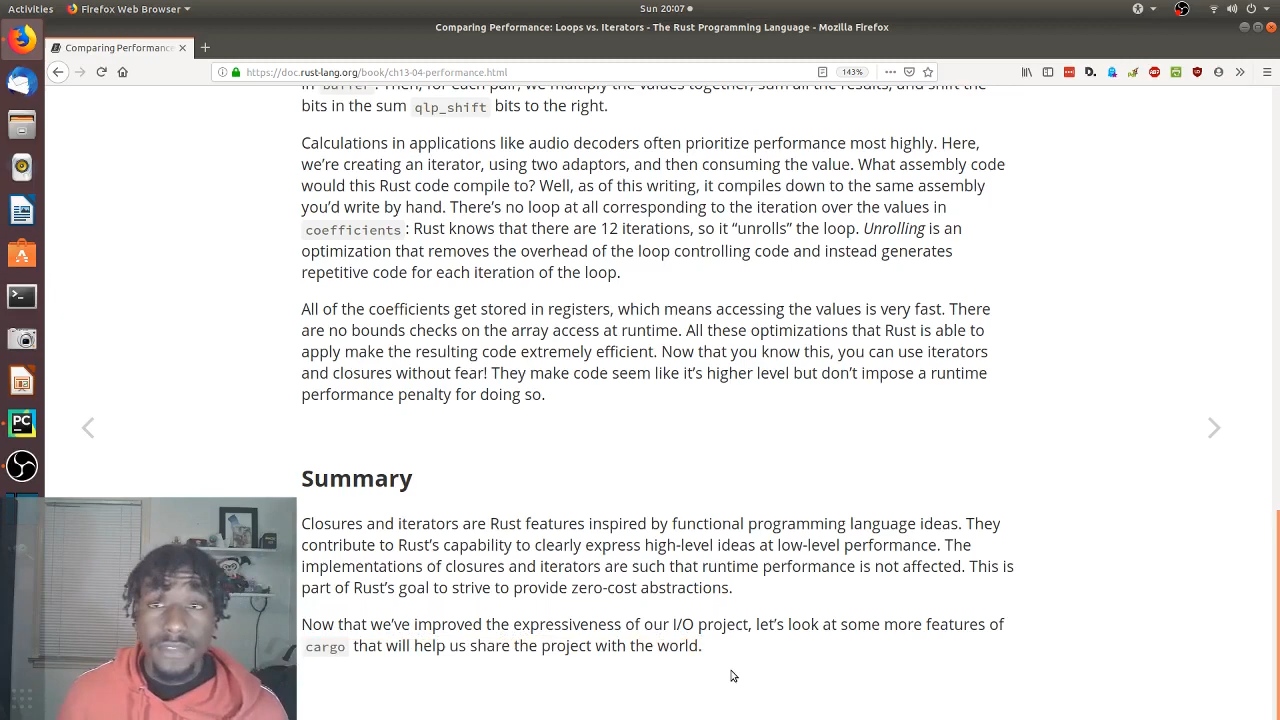 Activities
Firefox Web Browser
Sun 20:07
Comparing Performance: Loops vs. Iterators - The Rust Programming Language - Mozilla Firefox
Comparing Performance
https://doc.rust-lang.org/book/ch13-04-performance.html
143%
in buffer. Then, for each pair, we multiply the values together, sum all the results, and shift the
bits in the sum qlp_shift bits to the right.
Calculations in applications like audio decoders often prioritize performance most highly. Here,
we're creating an iterator, using two adaptors, and then consuming the value. What assembly code
would this Rust code compile to? Well, as of this writing, it compiles down to the same assembly
you'd write by hand. There's no loop at all corresponding to the iteration over the values in
coefficients: Rust knows that there are 12 iterations, so it “unrolls” the loop. Unrolling is an
optimization that removes the overhead of the loop controlling code and instead generates
repetitive code for each iteration of the loop.
All of the coefficients get stored in registers, which means accessing the values is very fast. There
are no bounds checks on the array access at runtime. All these optimizations that Rust is able to
apply make the resulting code extremely efficient. Now that you know this, you can use iterators
and closures without fear! They make code seem like it's higher level but don't impose a runtime
performance penalty for doing so.
Summary
Closures and iterators are Rust features inspired by functional programming language ideas. They
contribute to Rust's capability to clearly express high-level ideas at low-level performance. The
implementations of closures and iterators are such that runtime performance is not affected. This is
part of Rust's goal to strive to provide zero-cost abstractions.
Now that we've improved the expressiveness of our I/O project, let's look at some more features of
cargo that will help us share the project with the world.
PC
D.
ABP